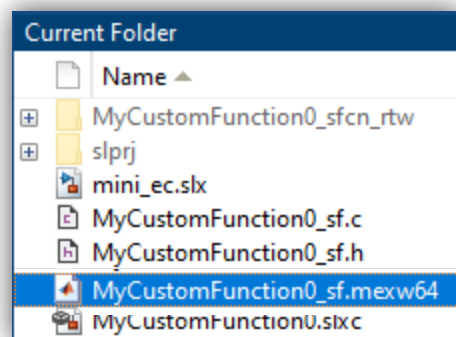 Current Folder
Name
MyCustomFunction0_sfcn_rtw
slprj
mini_ec.slx
MyCustomFunction0_sf.c
MyCustomFunction0_sf.h
MyCustomFunction0_sf.mexw64
MyCustomFunction0.slxc